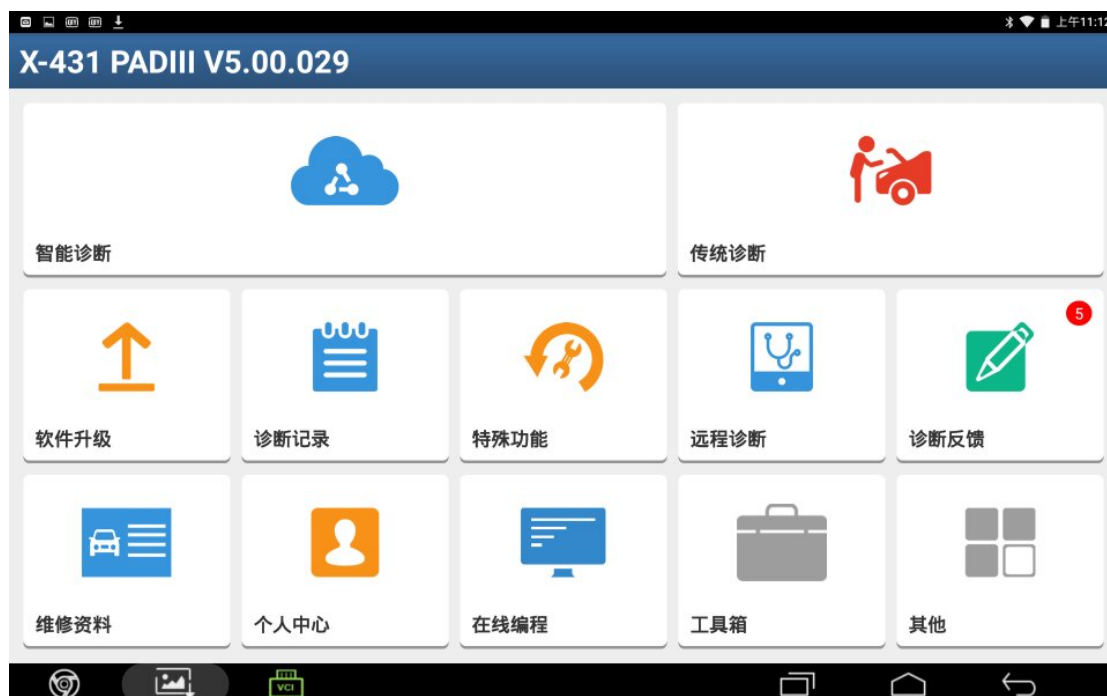 上午11:12
X-431 PADIII V5.00.029
智能诊断
传统诊断
5
软件升级
诊断记录
特殊功能
远程诊断
诊断反馈
维修资料
个人中心
在线编程
工具箱
其他
VCI